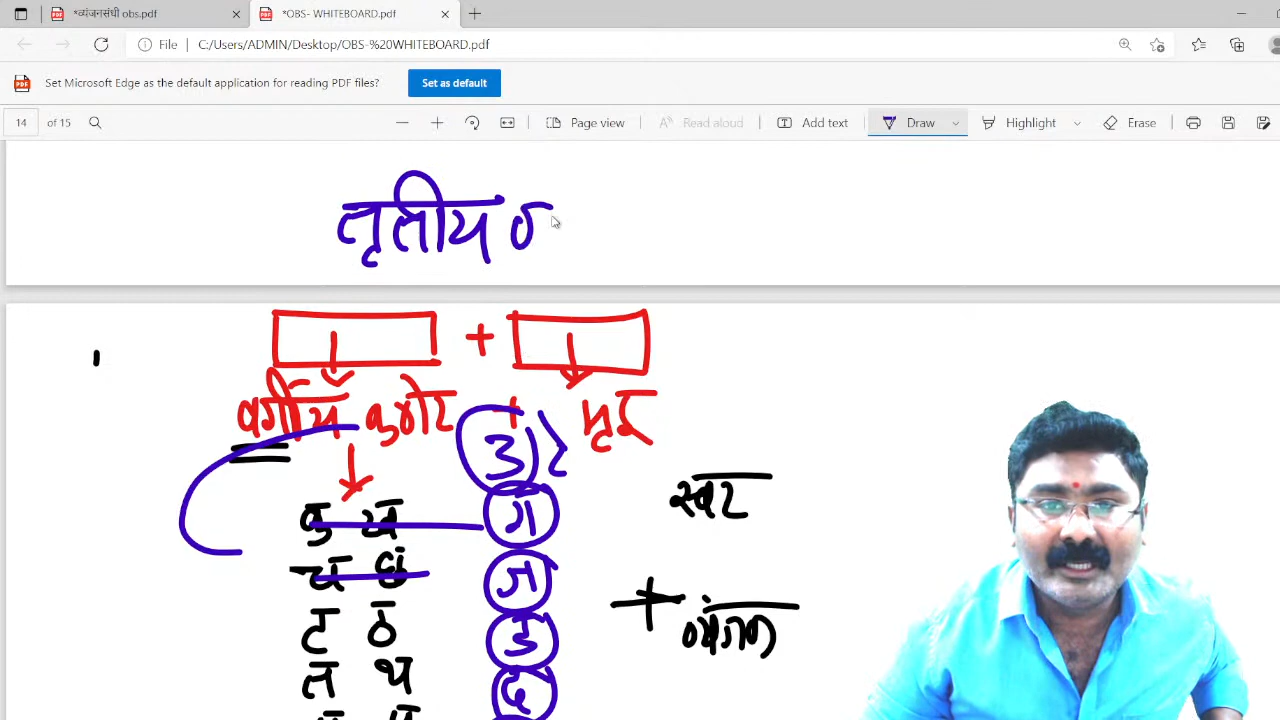 *व्यंजनसंधी obs.pdf
*OBS- WHITEBOARD.pdf
File C:/Users/ADMIN/Desktop/OBS-%20WHITEBOARD.pdf
Set Microsoft Edge as the default application for reading PDF files? Set as default
14 of 15 Page view Read aloud Add text Draw Highlight Erase
तृतीय
+
वर्गीय कठोर + मृदू
उ रे
क ख ग
स्वर
च छ ज
+ व्यंजन
ट ठ ड
त थ द